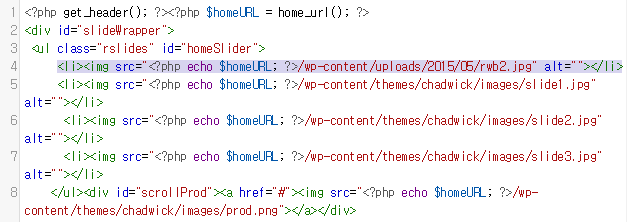 1 <?php get_header(); ?><?php $homeURL = home_url(); ?>
2 <div id="slideWrapper">
3 <ul class="rslides" id="homeSlider">
4 <li><img src="<?php echo $homeURL; ?>/wp-content/uploads/2015/05/rwb2.jpg" alt=""></li>
5 <li><img src="<?php echo $homeURL; ?>/wp-content/themes/chadwick/images/slide1.jpg"
alt=""></li>
6 <li><img src="<?php echo $homeURL; ?>/wp-content/themes/chadwick/images/slide2.jpg"
alt=""></li>
7 <li><img src="<?php echo $homeURL; ?>/wp-content/themes/chadwick/images/slide3.jpg"
alt=""></li>
8 </ul><div id="scrollProd"><a href="#"><img src="<?php echo $homeURL; ?>/wp-
content/themes/chadwick/images/prod.png"></a></div>